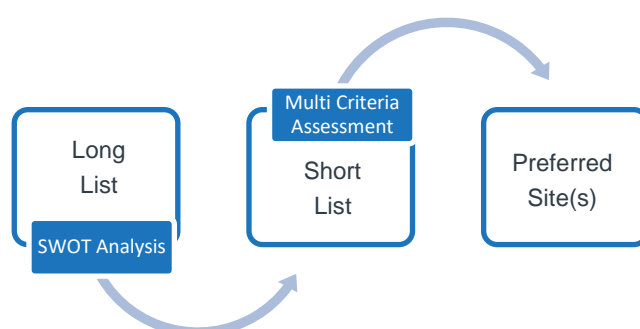 Long
List
SWOT Analysis
Multi Criteria
Assessment
Short
List
Preferred
Site(s)